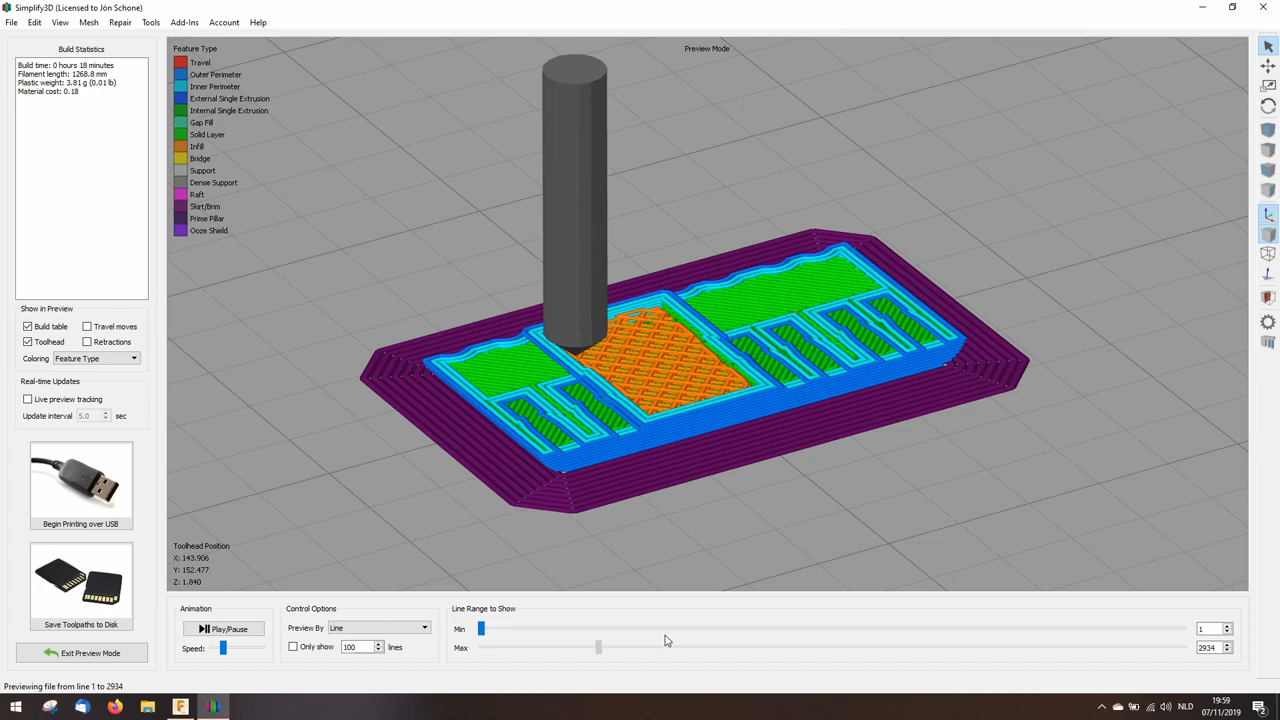 Simplify3D (Licensed to Jón Schone)
File Edit View Mesh Repair Tools Add-Ins Account Help
Build Statistics
Build time: 0 hours 18 minutes
Filament length: 1268.8 mm
Plastic weight: 3.81 g (0.01 lb)
Material cost: 0.18
Show in Preview
Build table Travel moves
Toolhead Retractions
Coloring Feature Type
Real-time Updates
Live preview tracking
Update interval 5.0 sec
Begin Printing over USB
Save Toolpaths to Disk
Exit Preview Mode
Feature Type
Travel
Outer Perimeter
Inner Perimeter
External Single Extrusion
Internal Single Extrusion
Gap Fill
Solid Layer
Infill
Bridge
Support
Dense Support
Raft
Skirt/Brim
Prime Pillar
Ooze Shield
Preview Mode
Toolhead Position
X: 143.906
Y: 152.477
Z: 1.840
Animation
Play/Pause
Speed:
Control Options
Preview By Line
Only show 100 lines
Line Range to Show
Min 1
Max 2934
Previewing file from line 1 to 2934
NLD
19:59
07/11/2019
2